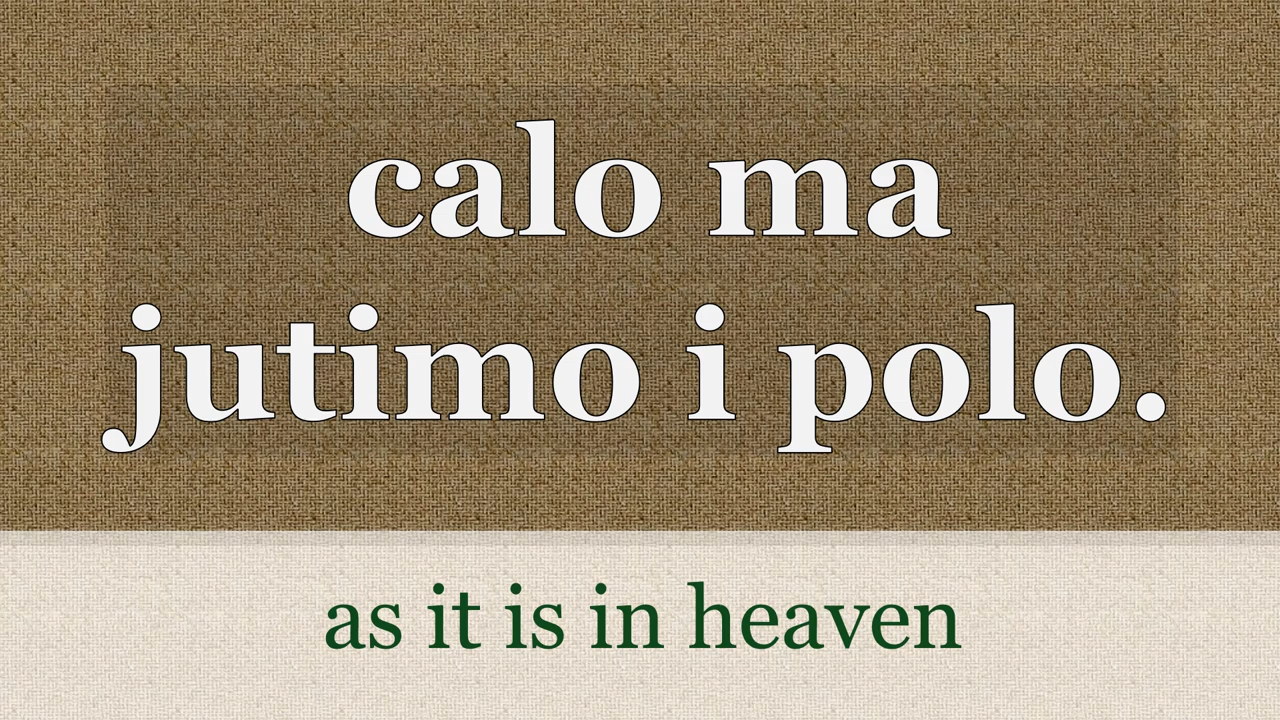 calo ma
jutimo i polo.
as it is in heaven